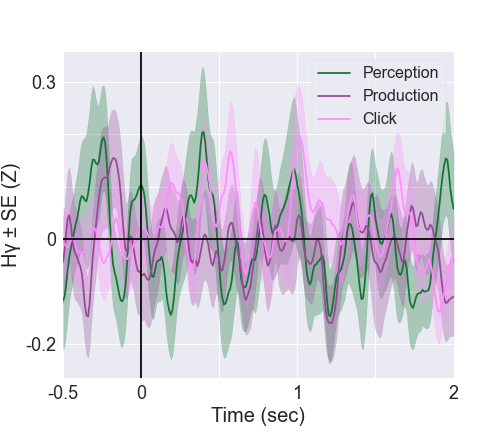 Perception
Production
Click
Hγ ± SE (Z)
0.3
0
-0.2
-0.5 0 1 2
Time (sec)